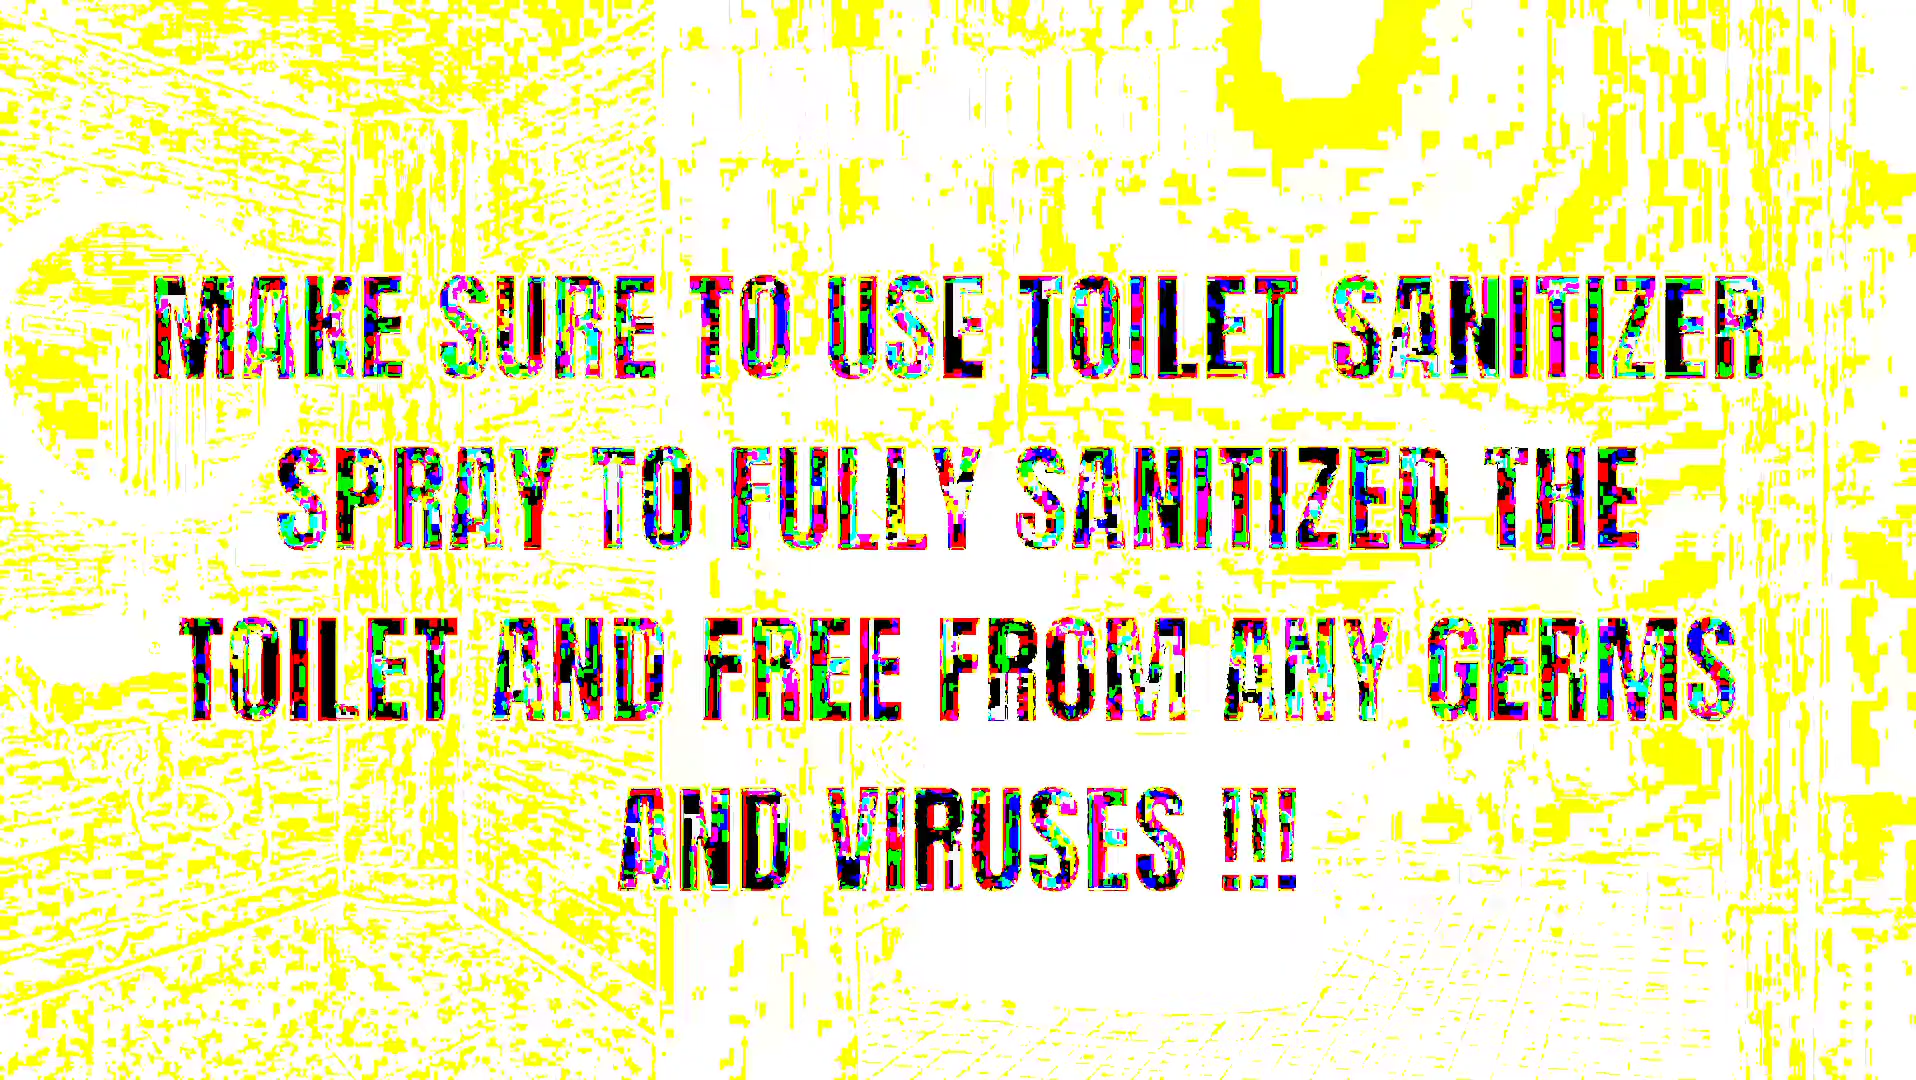 MAKE SURE TO USE TOILET SANITIZER
SPRAY TO FULLY SANITIZED THE
TOILET AND FREE FROM ANY GERMS
AND VIRUSES !!!